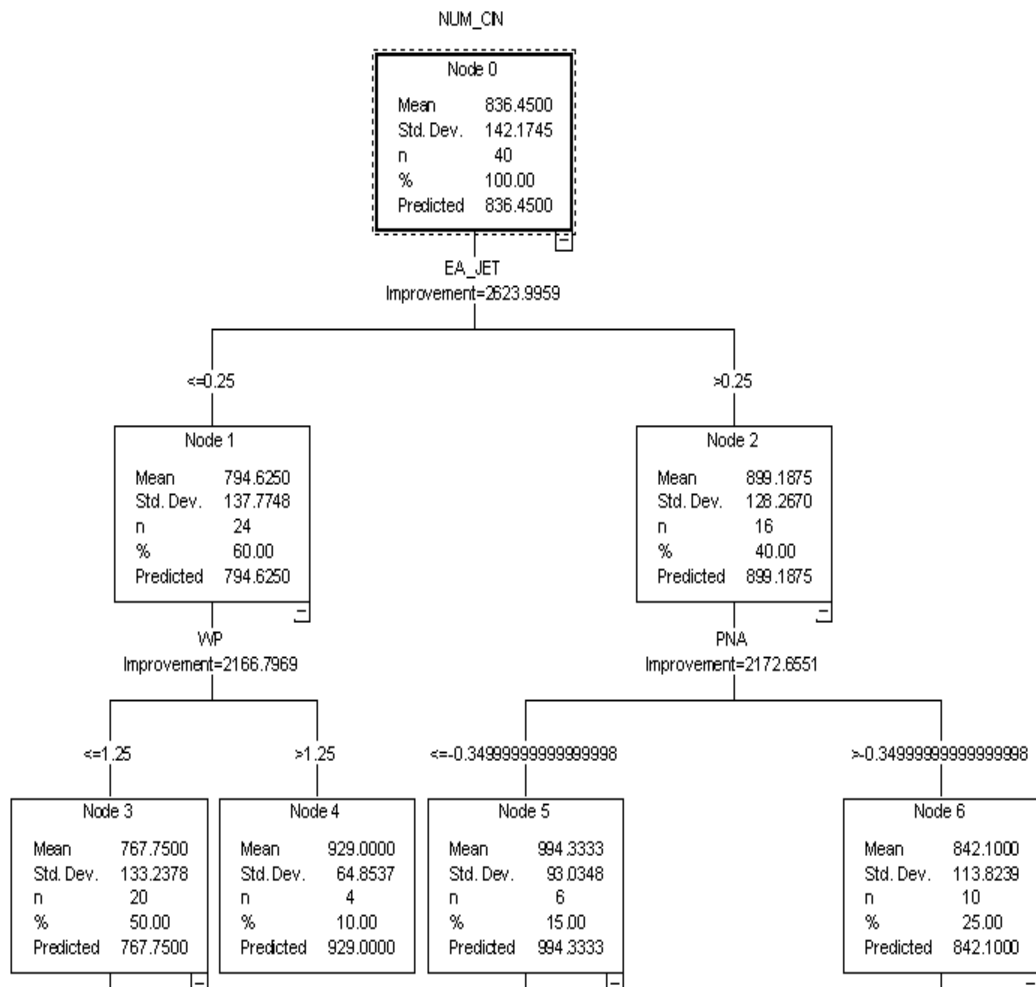 NUM_CIN
Node 0
Mean 836.4500
Std. Dev. 142.1745
n 40
% 100.00
Predicted 836.4500
EA_JET
Improvement=2623.9959
<=0.25 >0.25
Node 1
Mean 794.6250
Std. Dev. 137.7748
n 24
% 60.00
Predicted 794.6250
WP
Improvement=2166.7969
Node 2
Mean 899.1875
Std. Dev. 128.2670
n 16
% 40.00
Predicted 899.1875
PNA
Improvement=2172.6551
<=1.25 >1.25 <=-0.34999999999999998 >-0.34999999999999998
Node 3
Mean 767.7500
Std. Dev. 133.2378
n 20
% 50.00
Predicted 767.7500
Node 4
Mean 929.0000
Std. Dev. 64.8537
n 4
% 10.00
Predicted 929.0000
Node 5
Mean 994.3333
Std. Dev. 93.0348
n 6
% 15.00
Predicted 994.3333
Node 6
Mean 842.1000
Std. Dev. 113.8239
n 10
% 25.00
Predicted 842.1000